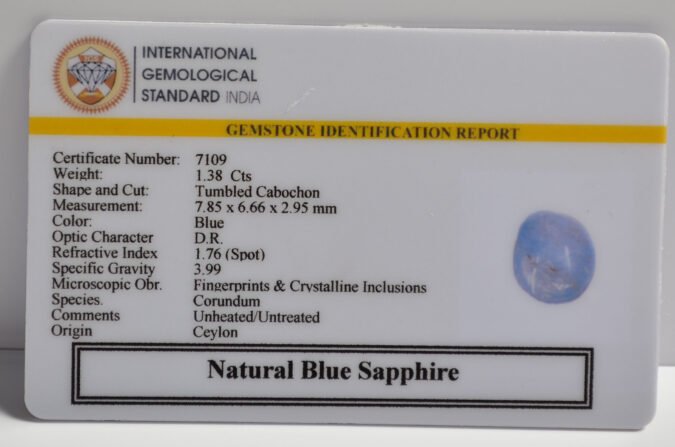 INTERNATIONAL
GEMOLOGICAL
STANDARD INDIA
GEMSTONE IDENTIFICATION REPORT
Certificate Number: 7109
Weight: 1.38 Cts
Shape and Cut: Tumbled Cabochon
Measurement: 7.85 x 6.66 x 2.95 mm
Color: Blue
Optic Character D.R.
Refractive Index 1.76 (Spot)
Specific Gravity 3.99
Microscopic Obr. Fingerprints & Crystalline Inclusions
Species. Corundum
Comments Unheated/Untreated
Origin Ceylon
Natural Blue Sapphire